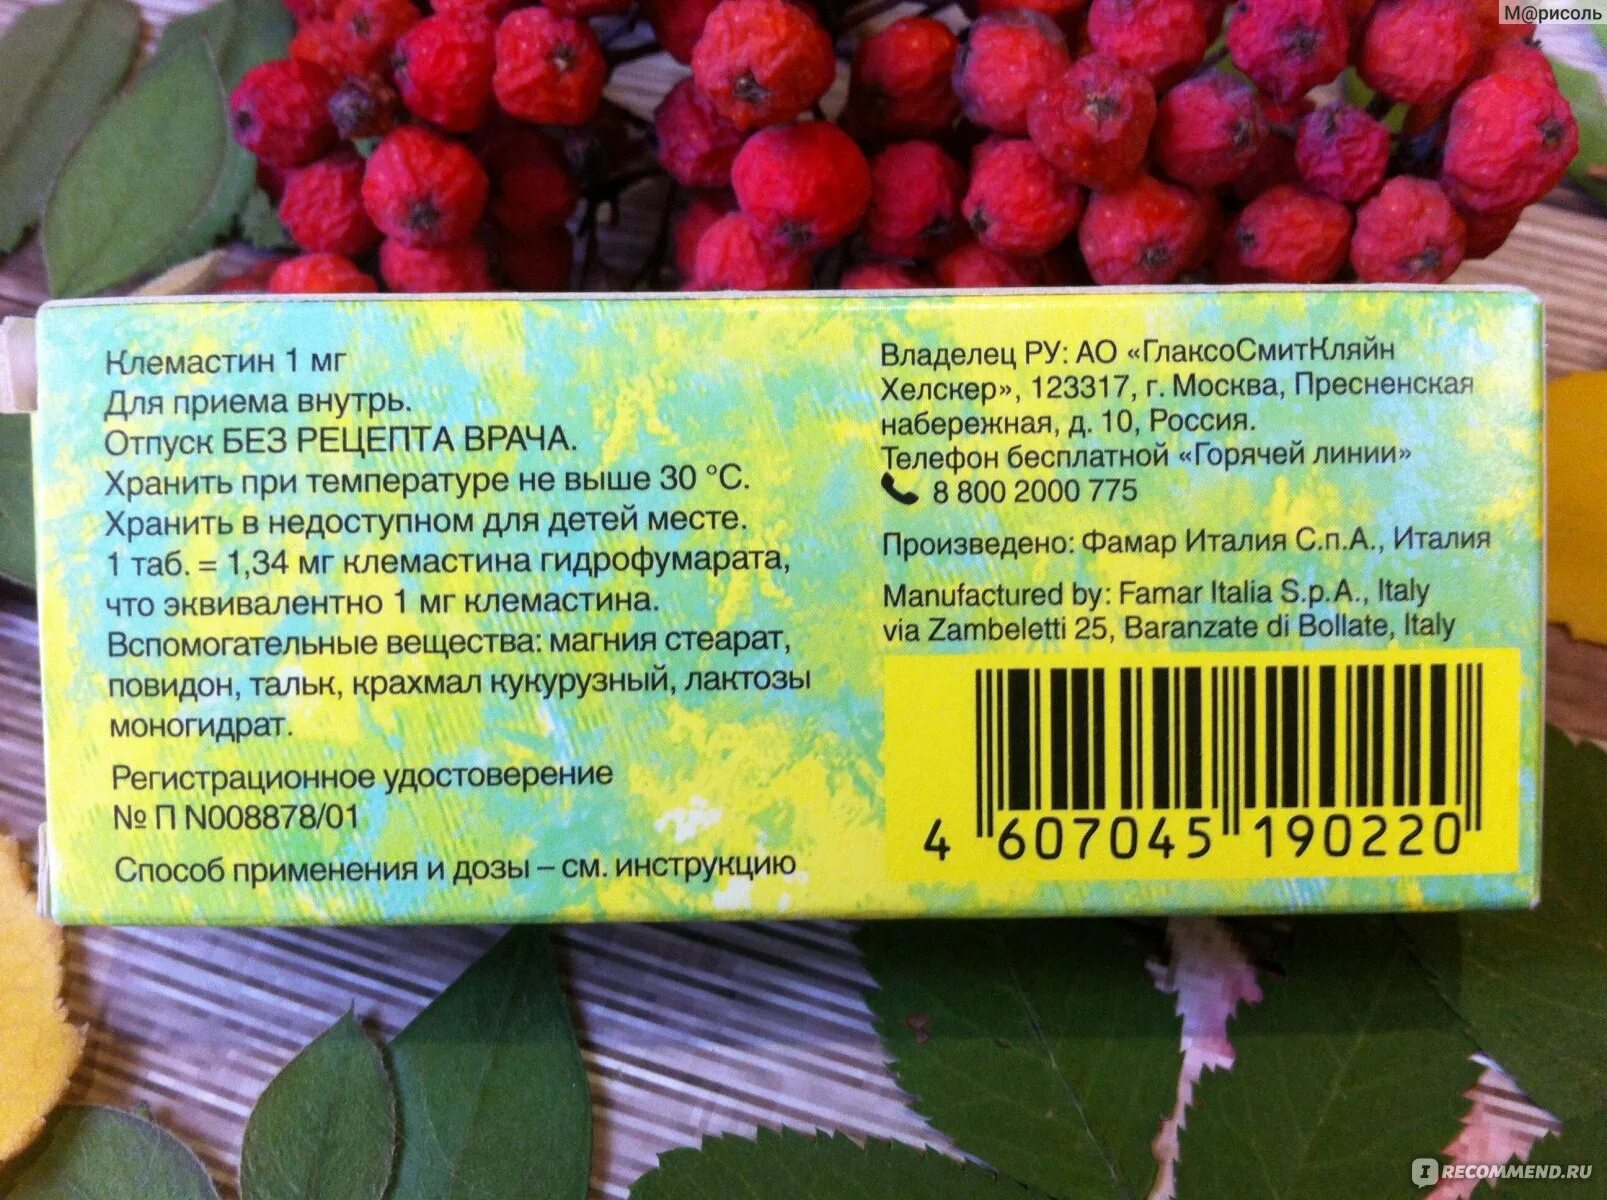 М@рисоль
Клемастин 1 мг
Для приема внутрь.
Отпуск БЕЗ РЕЦЕПТА ВРАЧА.
Хранить при температуре не выше 30 °С.
Хранить в недоступном для детей месте.
1 таб. = 1,34 мг клемастина гидрофумарата,
что эквивалентно 1 мг клемастина.
Вспомогательные вещества: магния стеарат,
повидон, тальк, крахмал кукурузный, лактозы
моногидрат.
Регистрационное удостоверение
№ П N008878/01
Способ применения и дозы – см. инструкцию
Владелец РУ: АО «ГлаксоСмитКляйн
Хелскер», 123317, г. Москва, Пресненская
набережная, д. 10, Россия.
Телефон бесплатной «Горячей линии»
8 800 2000 775
Произведено: Фамар Италия С.п.А., Италия
Manufactured by: Famar Italia S.p.A., Italy
via Zambeletti 25, Baranzate di Bollate, Italy
4 607045 190220
IRECOMMEND.RU